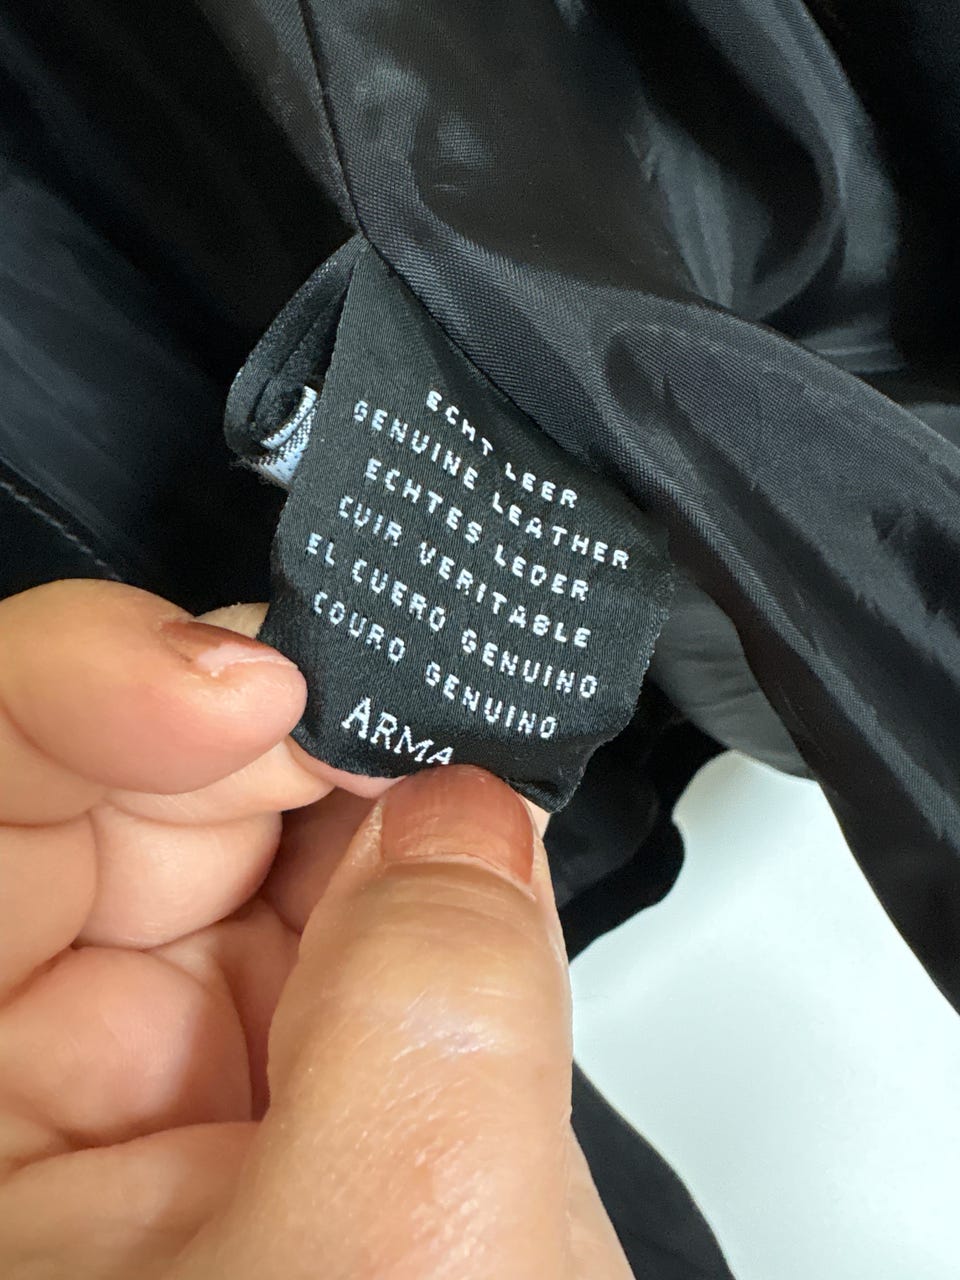 ECHT LEER
GENUINE LEATHER
ECHTES LEDER
CUIR VERITABLE
EL CUERO GENUINO
COURO GENUINO
ARMA